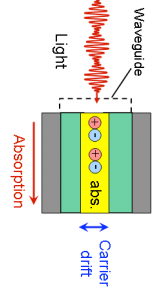 Waveguide
Light
+
-
+
-
abs.
Absorption
Carrier
drift